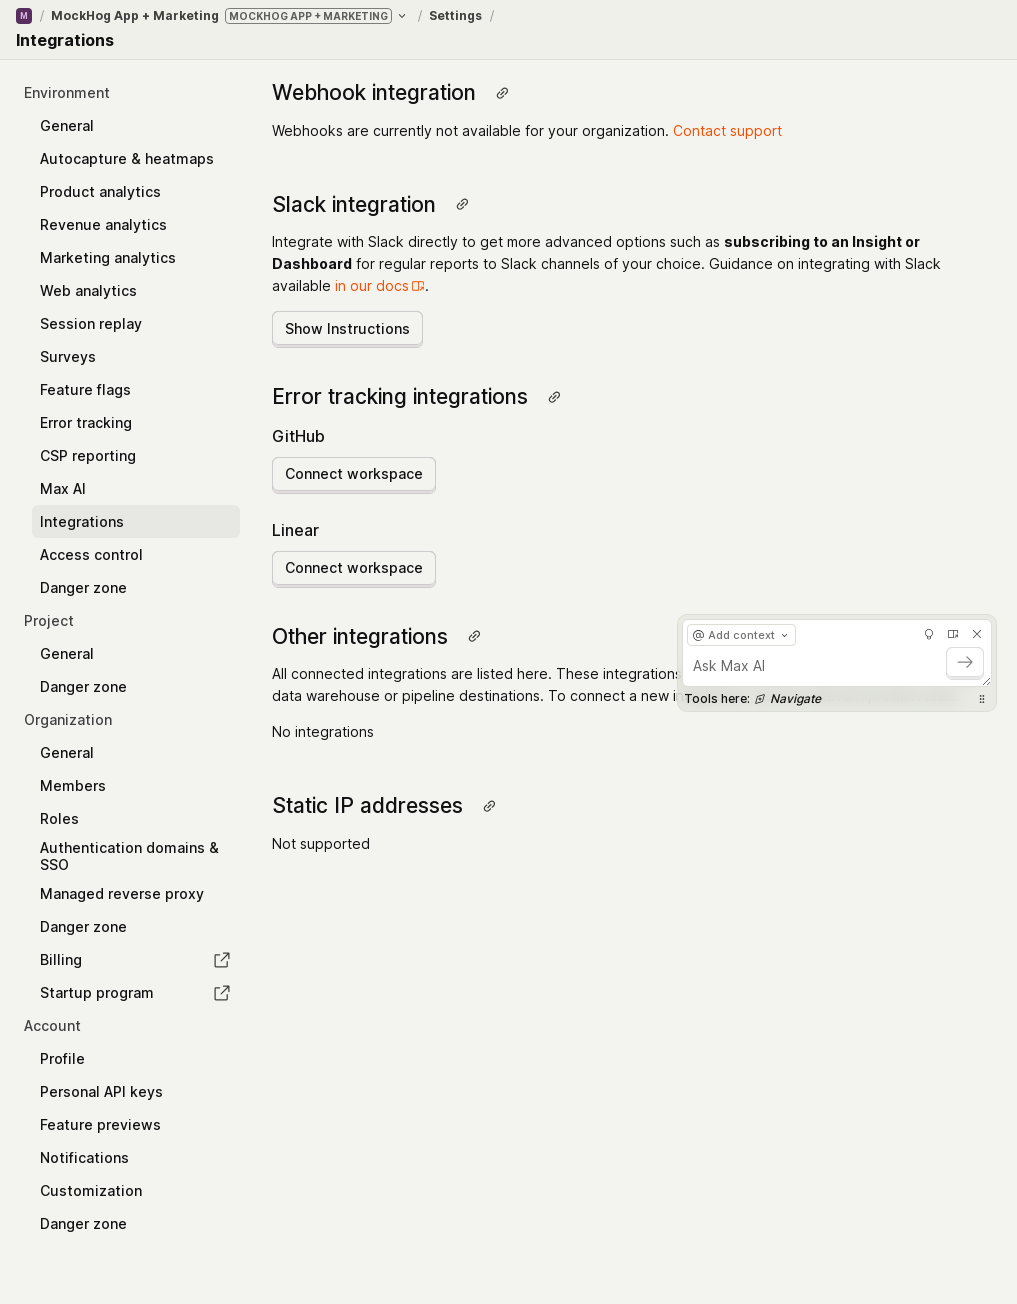 M / MockHog App + Marketing MOCKHOG APP + MARKETING / Settings /
Integrations
Environment
General
Autocapture & heatmaps
Product analytics
Revenue analytics
Marketing analytics
Web analytics
Session replay
Surveys
Feature flags
Error tracking
CSP reporting
Max AI
Integrations
Access control
Danger zone
Project
General
Danger zone
Organization
General
Members
Roles
Authentication domains &
SSO
Managed reverse proxy
Danger zone
Billing
Startup program
Account
Profile
Personal API keys
Feature previews
Notifications
Customization
Danger zone
Webhook integration
Webhooks are currently not available for your organization. Contact support
Slack integration
Integrate with Slack directly to get more advanced options such as subscribing to an Insight or
Dashboard for regular reports to Slack channels of your choice. Guidance on integrating with Slack
available in our docs.
Show Instructions
Error tracking integrations
GitHub
Connect workspace
Linear
Connect workspace
Other integrations
All connected integrations are listed here. These integrations
data warehouse or pipeline destinations. To connect a new
No integrations
Static IP addresses
Not supported
@ Add context
Ask Max AI
Tools here: Navigate